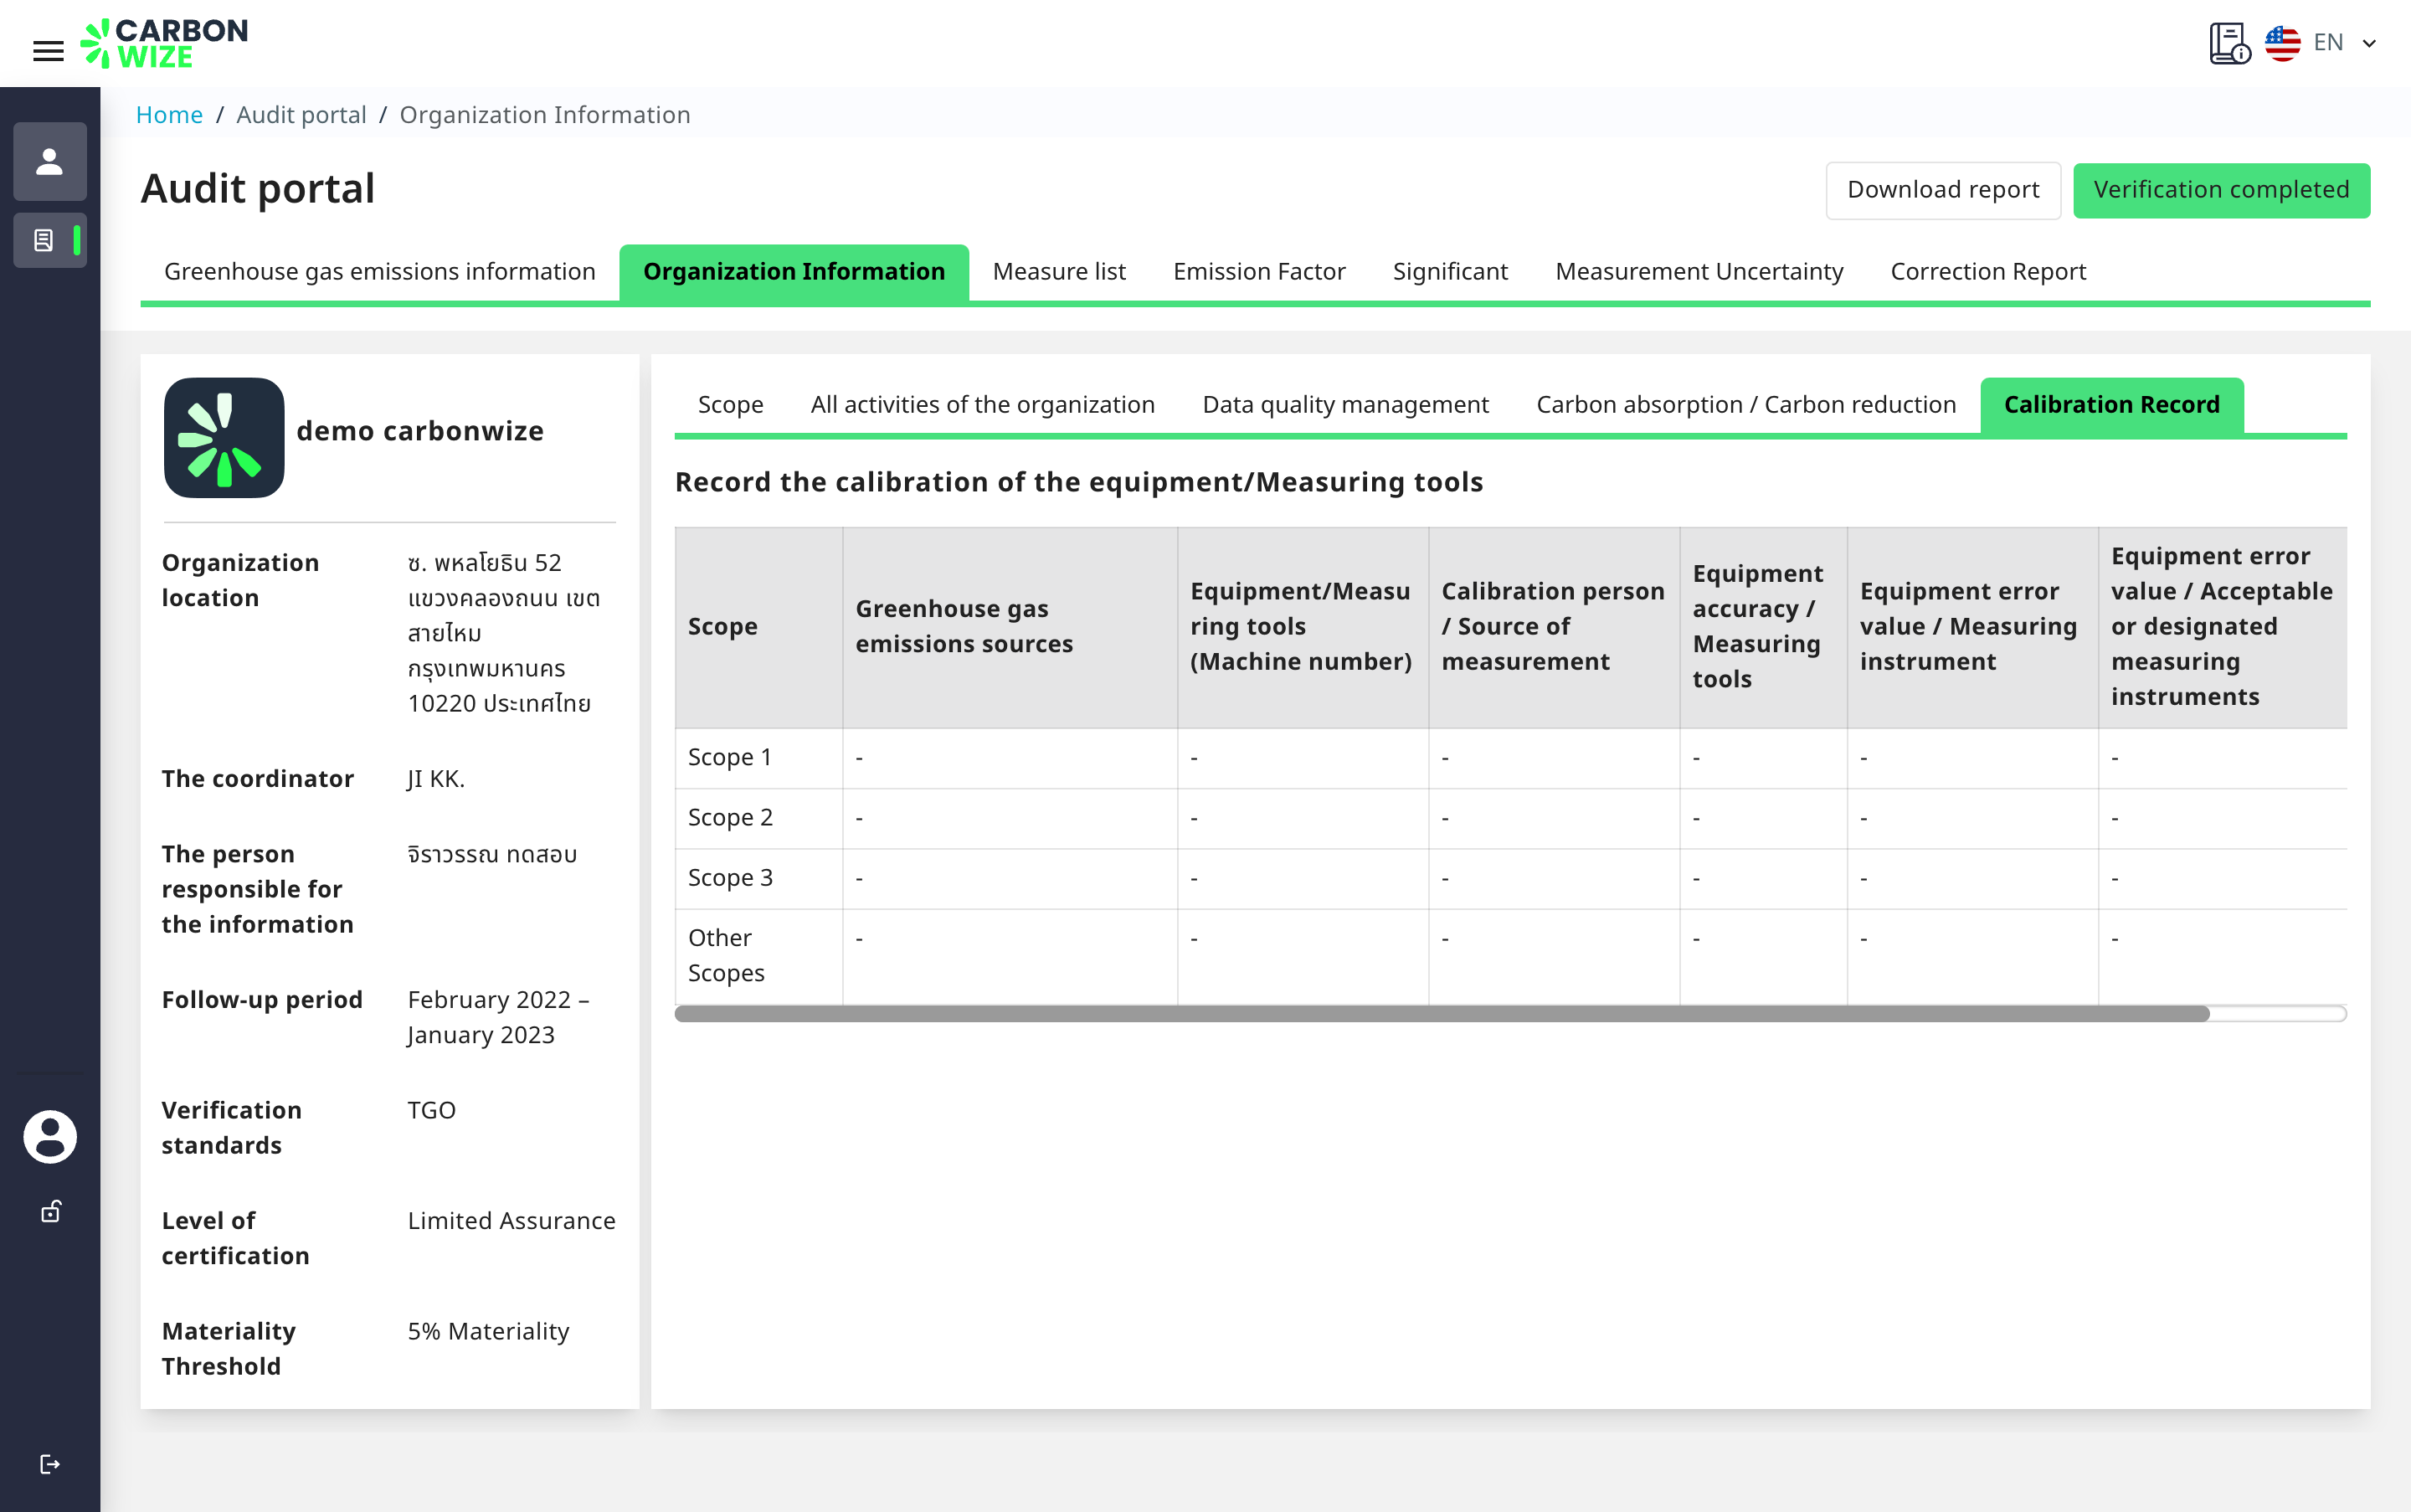 CARBON
WIZE
EN
Home / Audit portal / Organization Information
Audit portal
Download report
Verification completed
Greenhouse gas emissions information
Organization Information
Measure list
Emission Factor
Significant
Measurement Uncertainty
Correction Report
demo carbonwize
Organization
location
ซ. พหลโยธิน 52
แขวงคลองถนน เขต
สายไหม
กรุงเทพมหานคร
10220 ประเทศไทย
The coordinator
JI KK.
The person
responsible for
the information
จิราวรรณ ทดสอบ
Follow-up period
February 2022 –
January 2023
Verification
standards
TGO
Level of
certification
Limited Assurance
Materiality
Threshold
5% Materiality
Scope
All activities of the organization
Data quality management
Carbon absorption / Carbon reduction
Calibration Record
Record the calibration of the equipment/Measuring tools
Scope
Greenhouse gas
emissions sources
Equipment/Measu
ring tools
(Machine number)
Calibration person
/ Source of
measurement
Equipment
accuracy /
Measuring
tools
Equipment error
value / Measuring
instrument
Equipment error
value / Acceptable
or designated
measuring
instruments
Scope 1 - - - - - -
Scope 2 - - - - - -
Scope 3 - - - - - -
Other
Scopes
- - - - - -